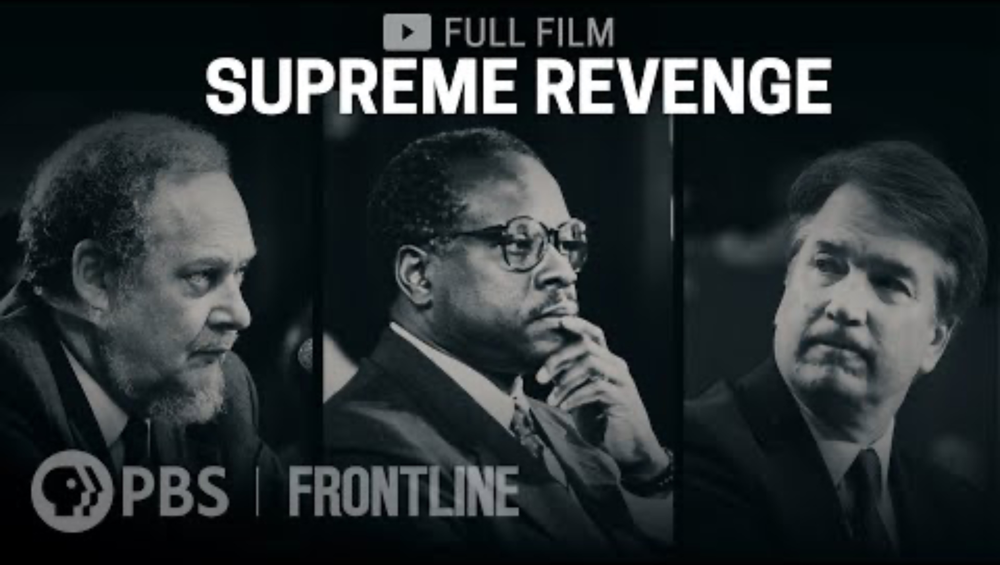 FULL FILM
SUPREME REVENGE
PBS | FRONTLINE